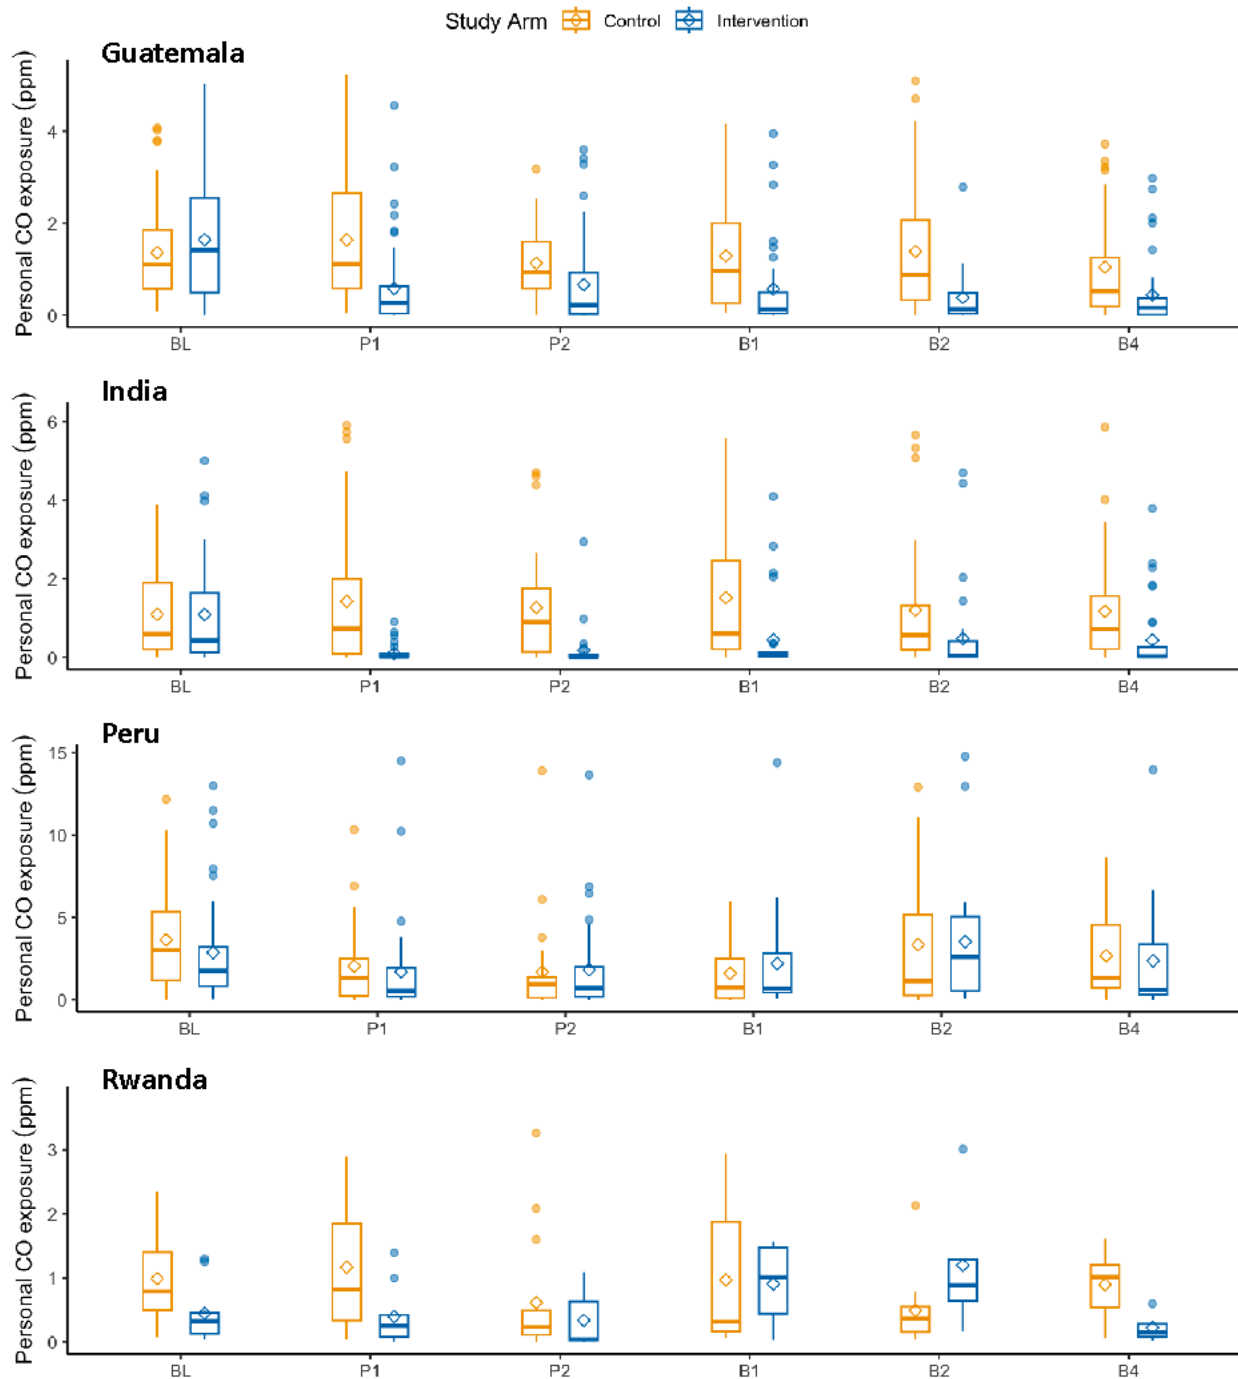 Study Arm Control Intervention
Guatemala
Personal CO exposure (ppm)
4
2
0
BL P1 P2 B1 B2 B4
India
Personal CO exposure (ppm)
6
4
2
0
BL P1 P2 B1 B2 B4
Peru
Personal CO exposure (ppm)
15
10
5
0
BL P1 P2 B1 B2 B4
Rwanda
Personal CO exposure (ppm)
3
2
1
0
BL P1 P2 B1 B2 B4